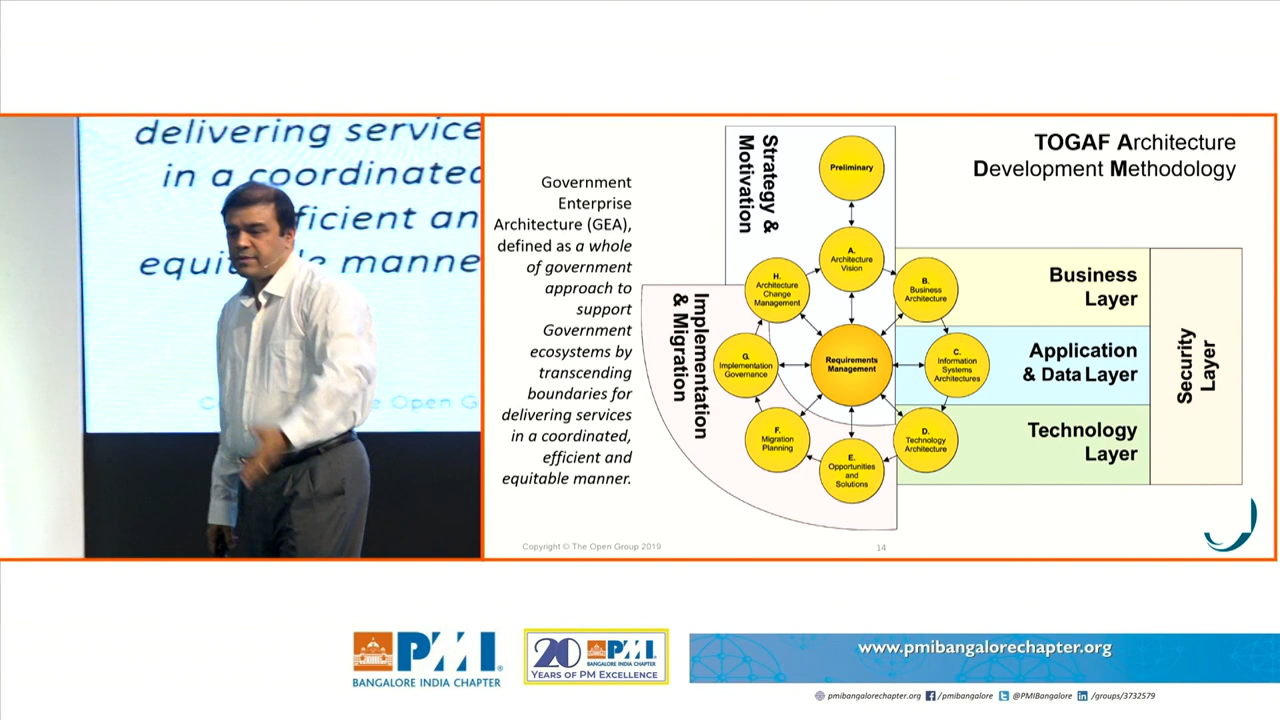 delivering service
in a coordinated
ficient an
equi
e manner
e Open G
Government
Enterprise
Architecture (GEA),
defined as a whole
of government
approach to
support
Government
ecosystems by
transcending
boundaries for
delivering services
in a coordinated,
efficient and
equitable manner.
TOGAF Architecture
Development Methodology
Strategy &
Motivation
Preliminary
A.
Architecture
Vision
H.
Architecture
Change
Management
B.
Business
Architecture
Business
Layer
Implementation
& Migration
G.
Implementation
Governance
Requirements
Management
C.
Information
Systems
Architectures
Application
& Data Layer
Security
Layer
F.
Migration
Planning
D.
Technology
Architecture
Technology
Layer
E.
Opportunities
and
Solutions
Copyright © The Open Group 2019
14
PMI
BANGALORE INDIA CHAPTER
20
PMI
BANGALORE INDIA CHAPTER
YEARS OF PM EXCELLENCE
www.pmibangalorechapter.org
pmibangalorechapter.org
/pmibangalore
@PMIBangalore
/groups/3732579